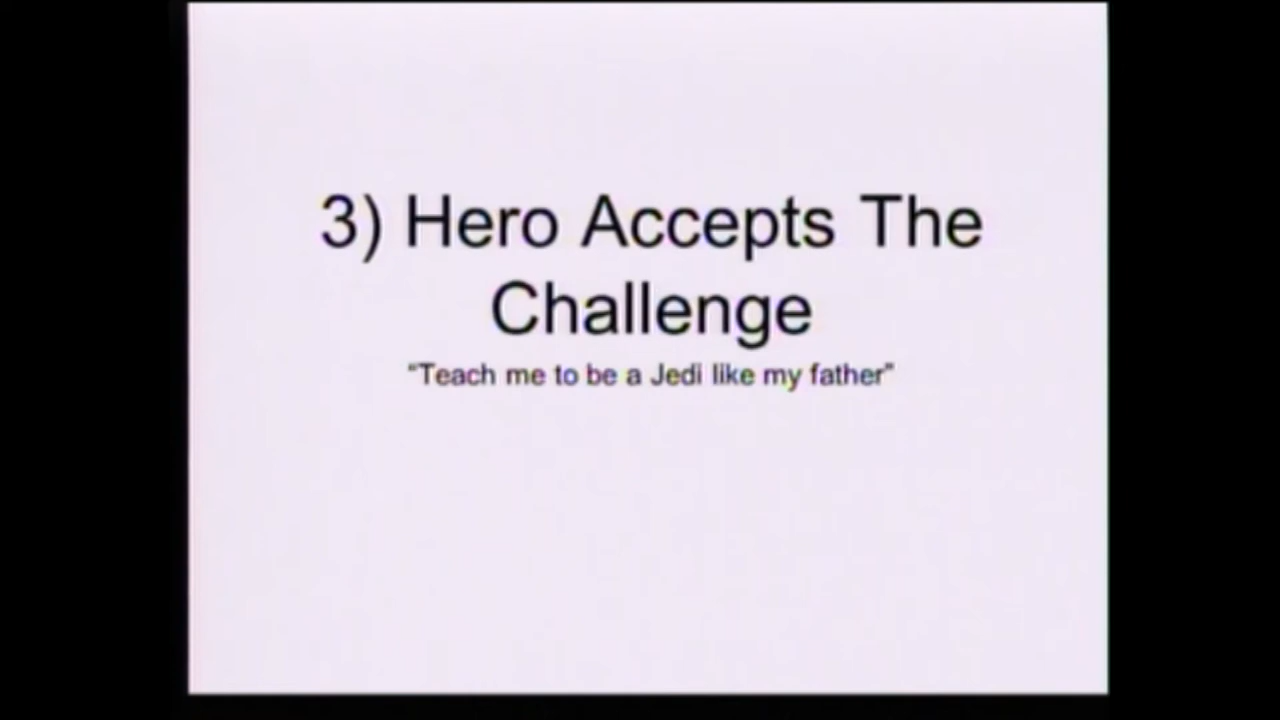 3) Hero Accepts The
Challenge
“Teach me to be a Jedi like my father”